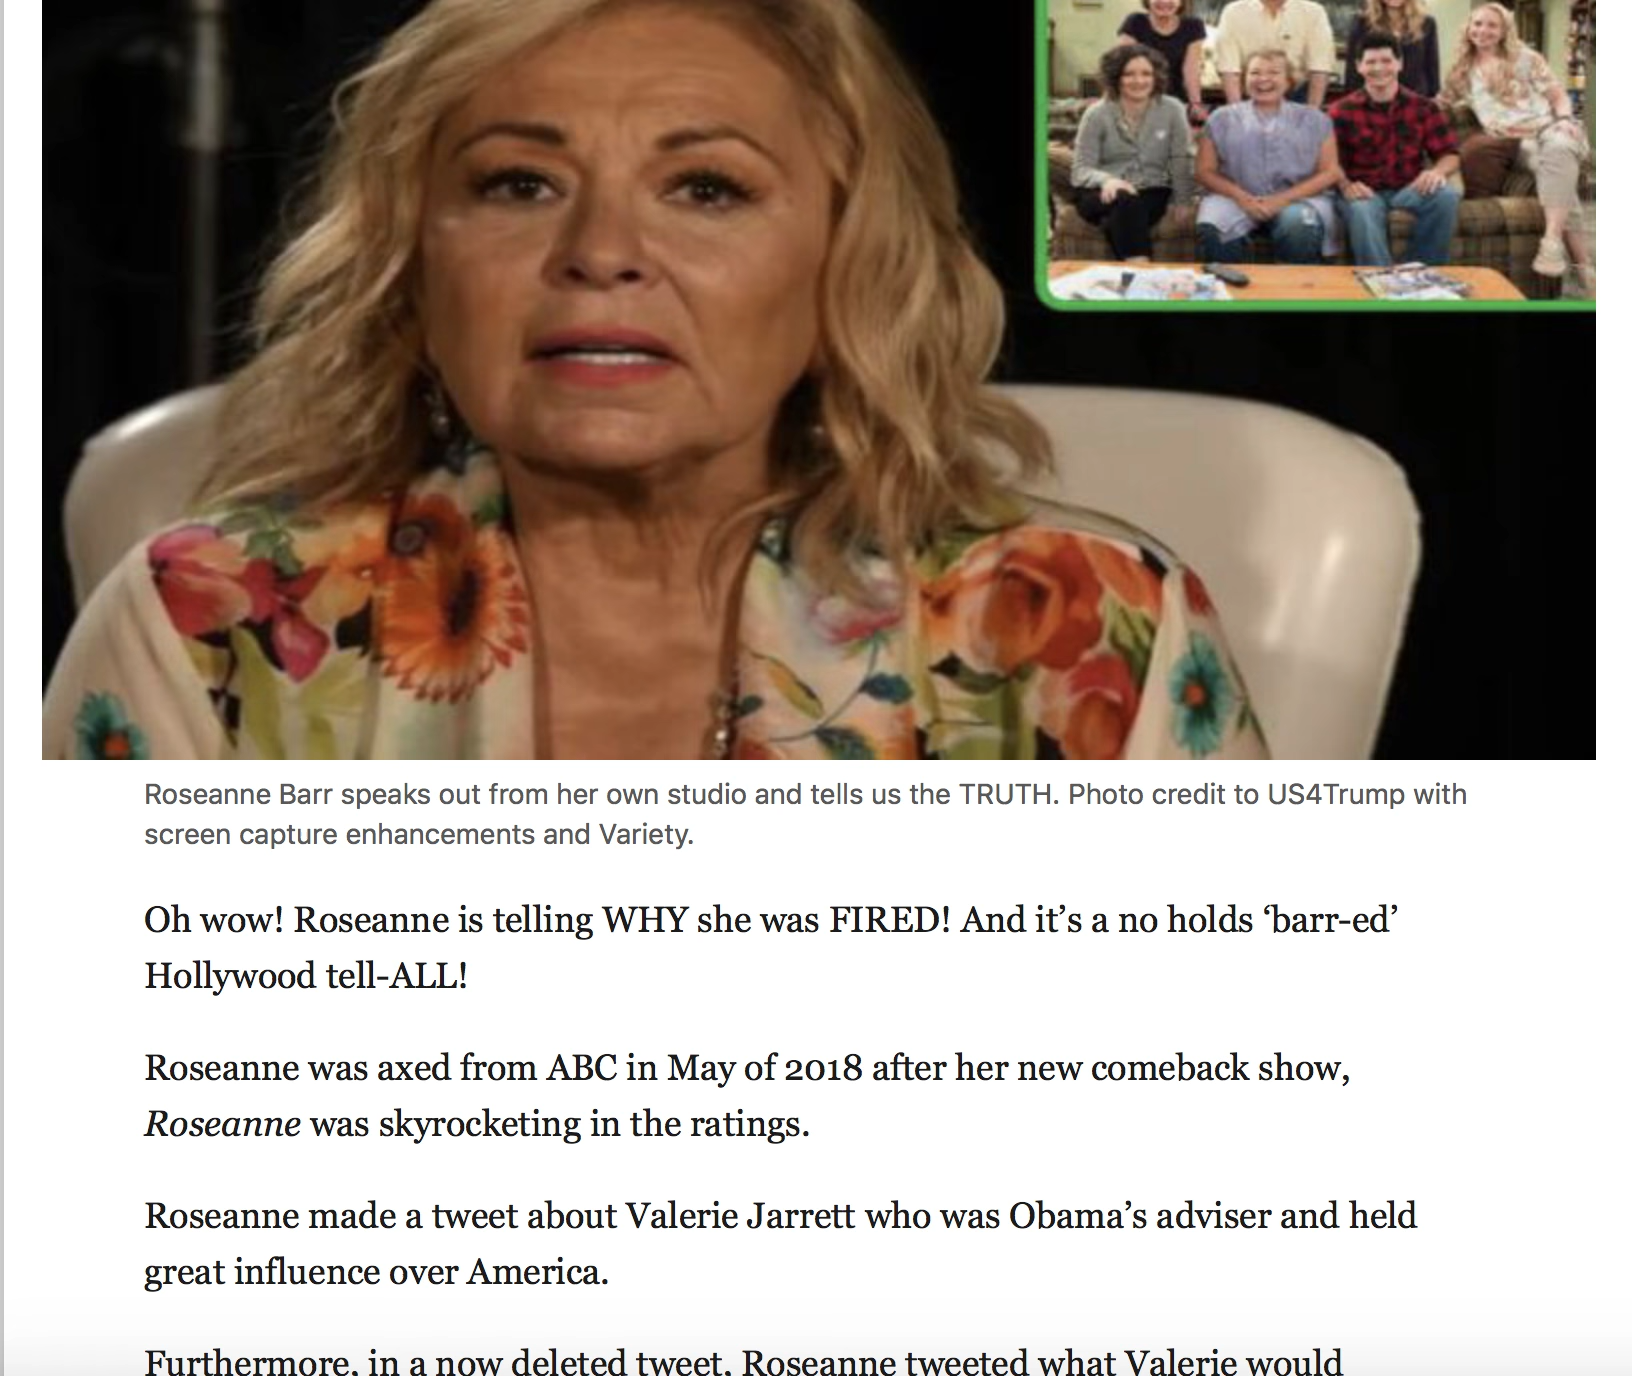 Roseanne Barr speaks out from her own studio and tells us the TRUTH. Photo credit to US4Trump with
screen capture enhancements and Variety.
Oh wow! Roseanne is telling WHY she was FIRED! And it’s a no holds ‘barr-ed’
Hollywood tell-ALL!
Roseanne was axed from ABC in May of 2018 after her new comeback show,
Roseanne was skyrocketing in the ratings.
Roseanne made a tweet about Valerie Jarrett who was Obama’s adviser and held
great influence over America.
Furthermore, in a now deleted tweet, Roseanne tweeted what Valerie would